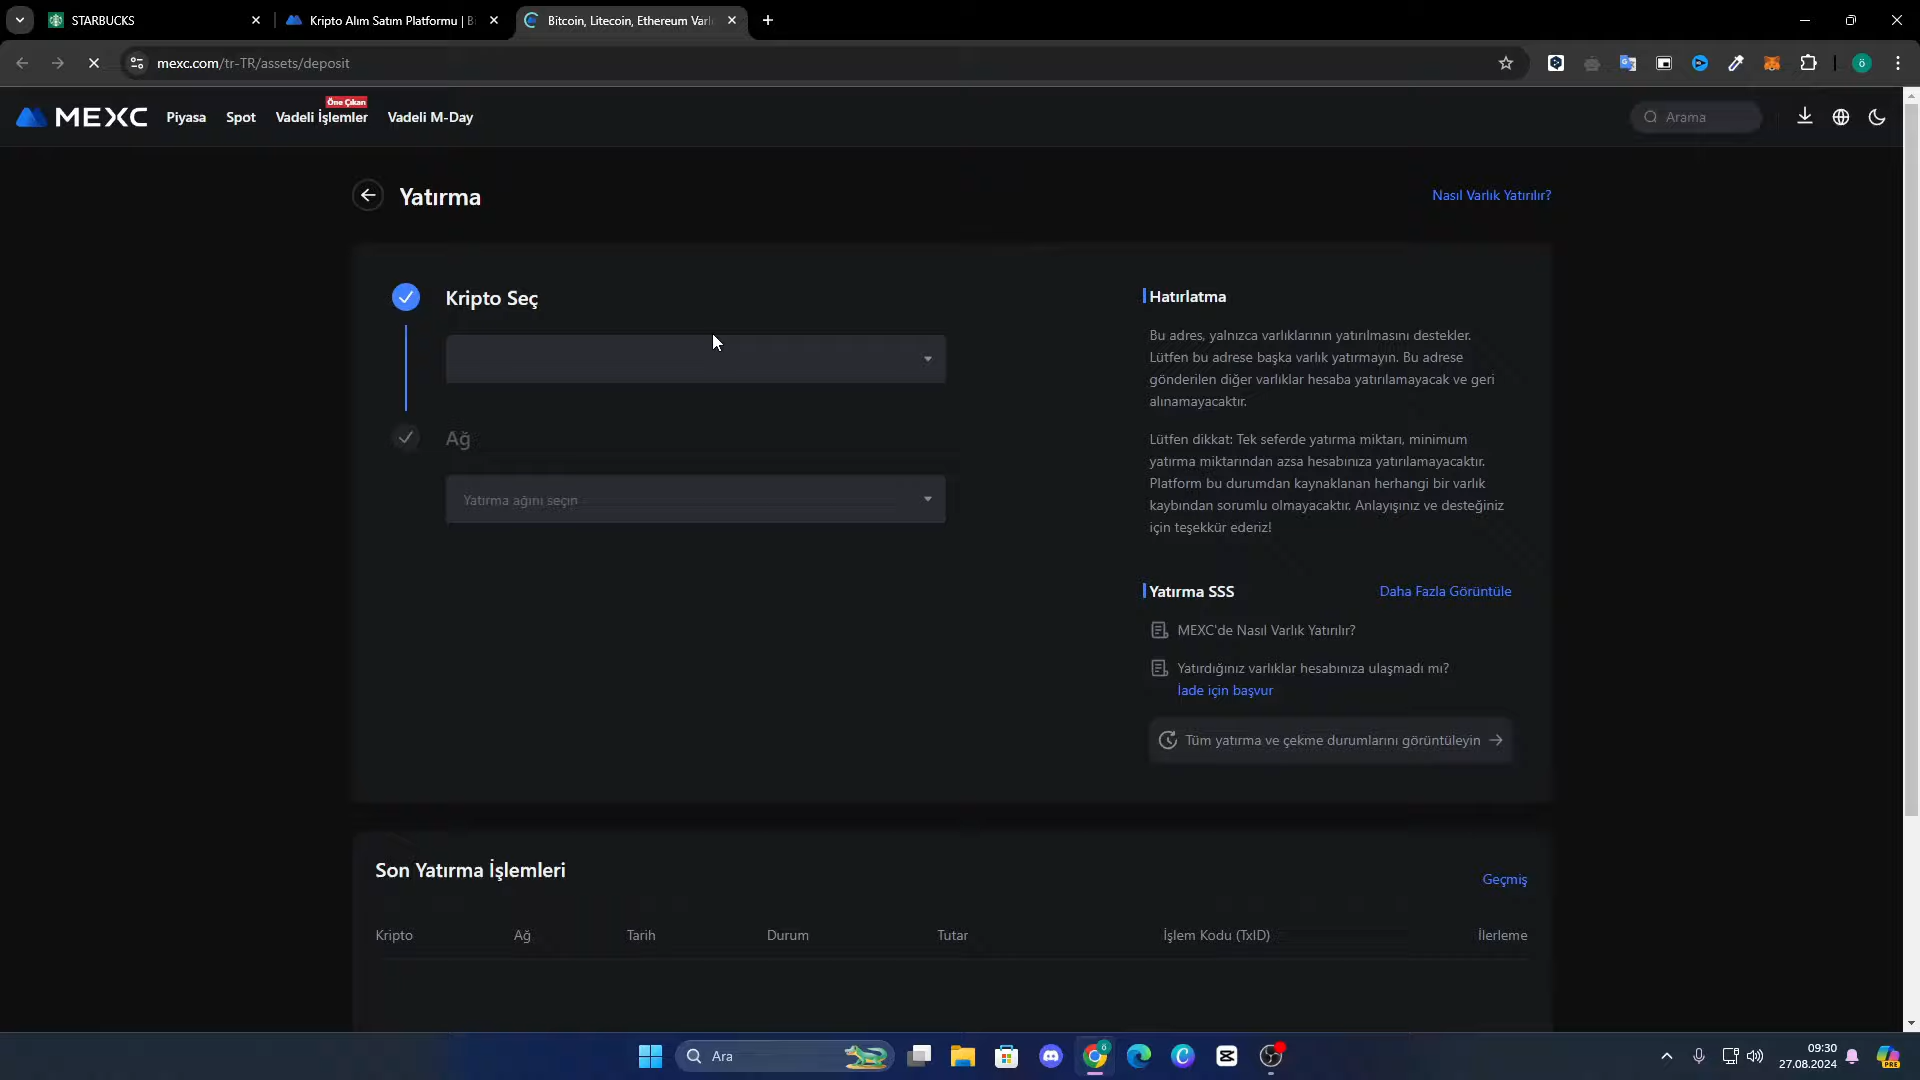 STARBUCKS
Kripto Alım Satım Platformu | B
Bitcoin, Litecoin, Ethereum Varlı
mexc.com/tr-TR/assets/deposit
ö
MEXC
Piyasa
Spot
Öne Çıkan
Vadeli İşlemler
Vadeli M-Day
Arama
Yatırma
Nasıl Varlık Yatırılır?
Kripto Seç
Ağ
Yatırma ağını seçin
Hatırlatma
Bu adres, yalnızca varlıklarının yatırılmasını destekler.
Lütfen bu adrese başka varlık yatırmayın. Bu adrese
gönderilen diğer varlıklar hesaba yatırılamayacak ve geri
alınamayacaktır.
Lütfen dikkat: Tek seferde yatırma miktarı, minimum
yatırma miktarından azsa hesabınıza yatırılamayacaktır.
Platform bu durumdan kaynaklanan herhangi bir varlık
kaybından sorumlu olmayacaktır. Anlayışınız ve desteğiniz
için teşekkür ederiz!
Yatırma SSS
Daha Fazla Görüntüle
MEXC'de Nasıl Varlık Yatırılır?
Yatırdığınız varlıklar hesabınıza ulaşmadı mı?
İade için başvur
Tüm yatırma ve çekme durumlarını görüntüleyin
Son Yatırma İşlemleri
Geçmiş
Kripto
Ağ
Tarih
Durum
Tutar
İşlem Kodu (TxID)
İlerleme
Ara
09:30
27.08.2024
PRE